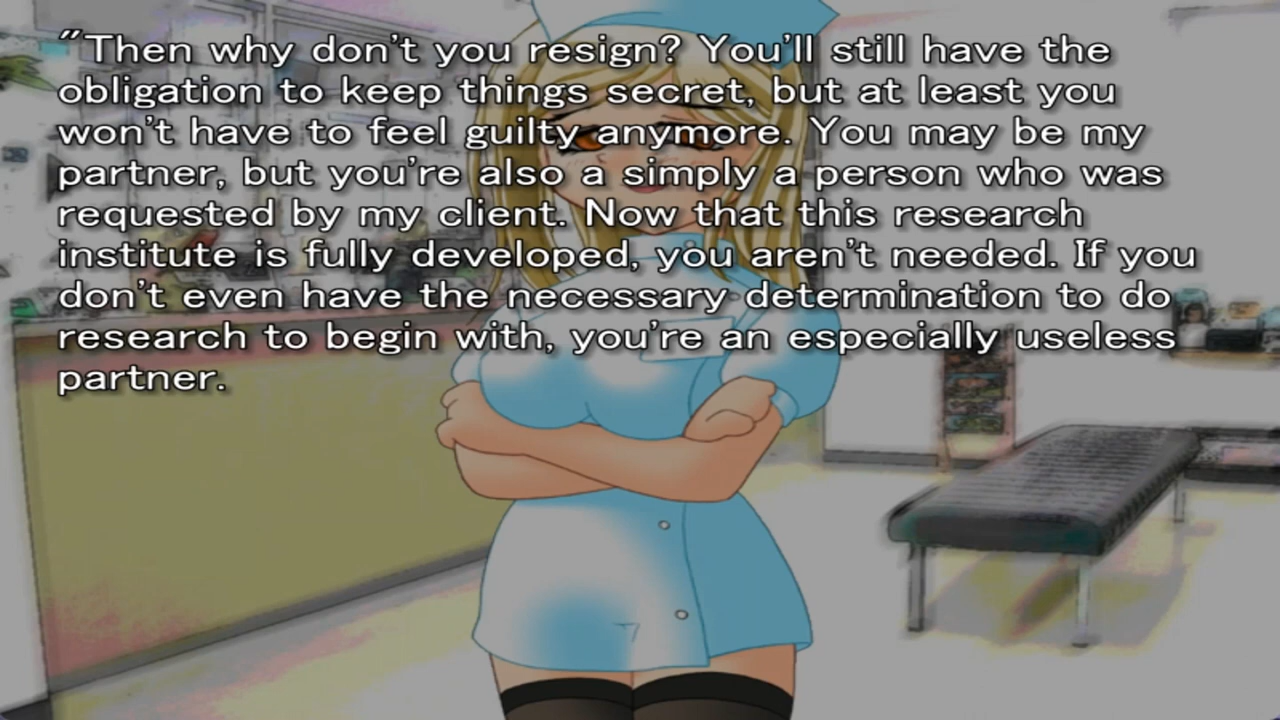 “Then why don't you resign? You'll still have the
obligation to keep things secret, but at least you
won't have to feel guilty anymore. You may be my
partner, but you're also a simply a person who was
requested by my client. Now that this research
institute is fully developed, you aren't needed. If you
don't even have the necessary determination to do
research to begin with, you're an especially useless
partner.